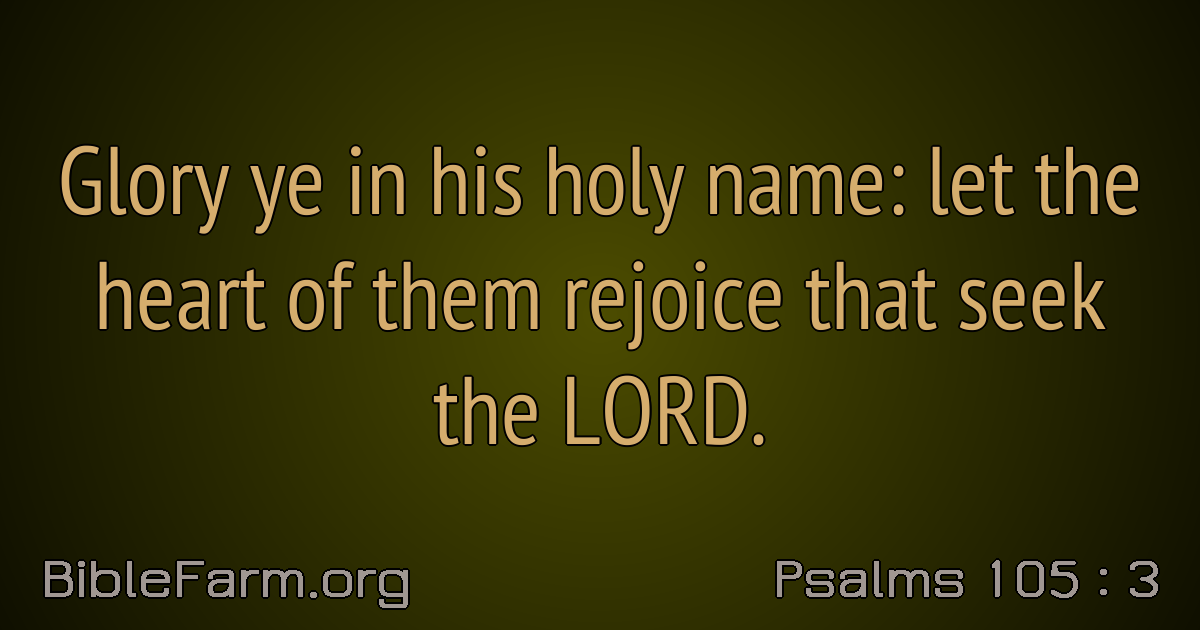 Glory ye in his holy name: let the
heart of them rejoice that seek
the LORD.
BibleFarm.org
Psalms 105 : 3